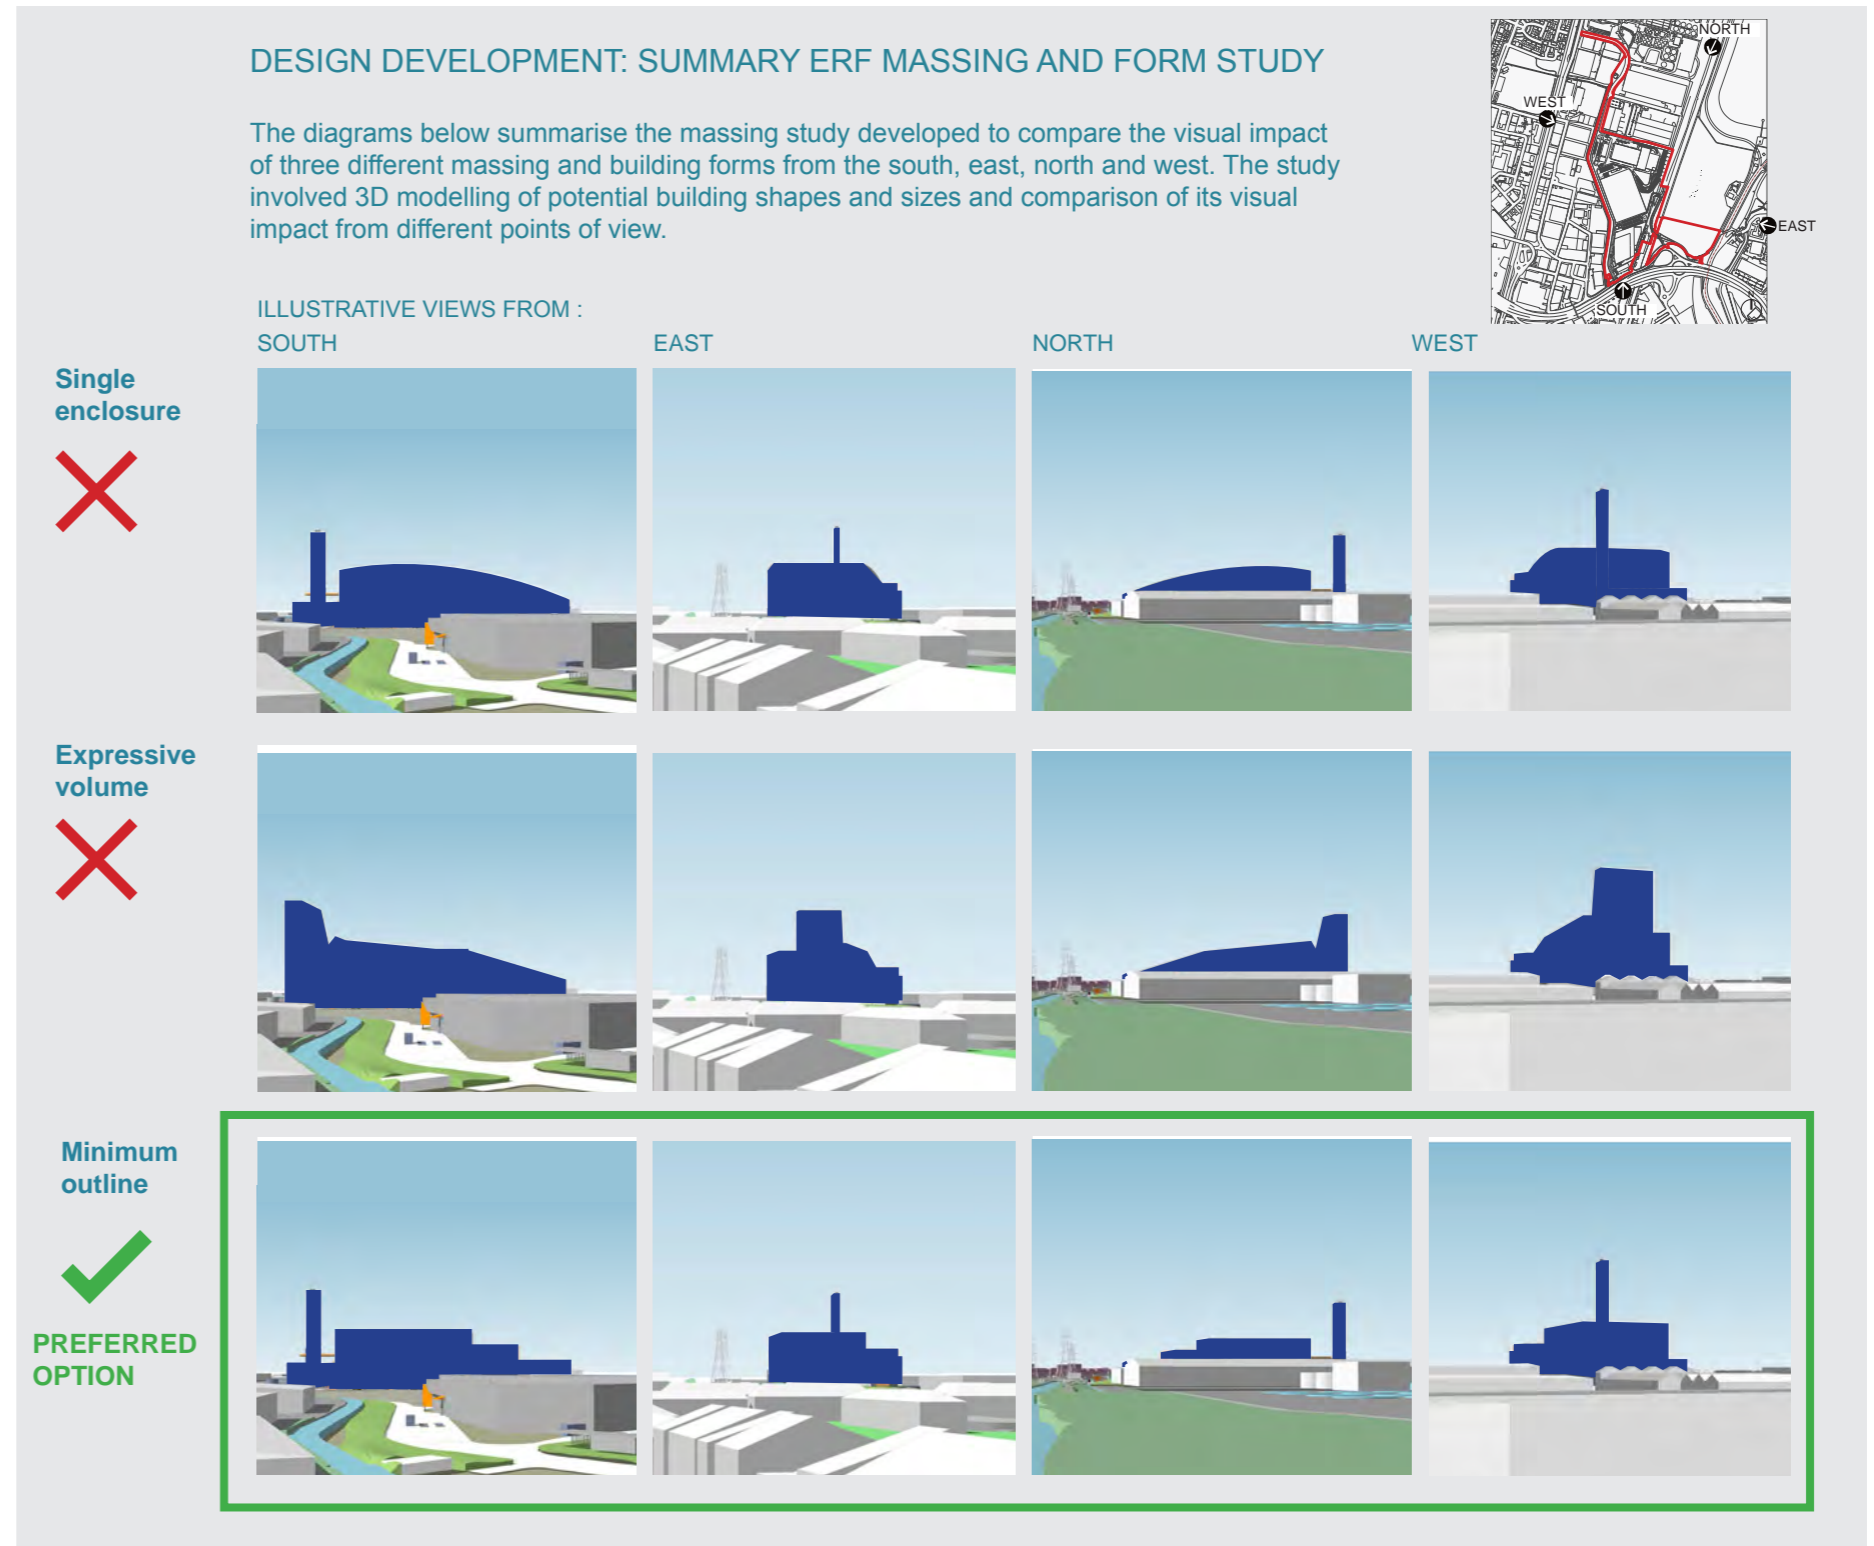 DESIGN DEVELOPMENT: SUMMARY ERF MASSING AND FORM STUDY
The diagrams below summarise the massing study developed to compare the visual impact
of three different massing and building forms from the south, east, north and west. The study
involved 3D modelling of potential building shapes and sizes and comparison of its visual
impact from different points of view.
NORTH
WEST
EAST
SOUTH
ILLUSTRATIVE VIEWS FROM :
SOUTH
EAST
NORTH
WEST
Single
enclosure
Expressive
volume
Minimum
outline
PREFERRED
OPTION